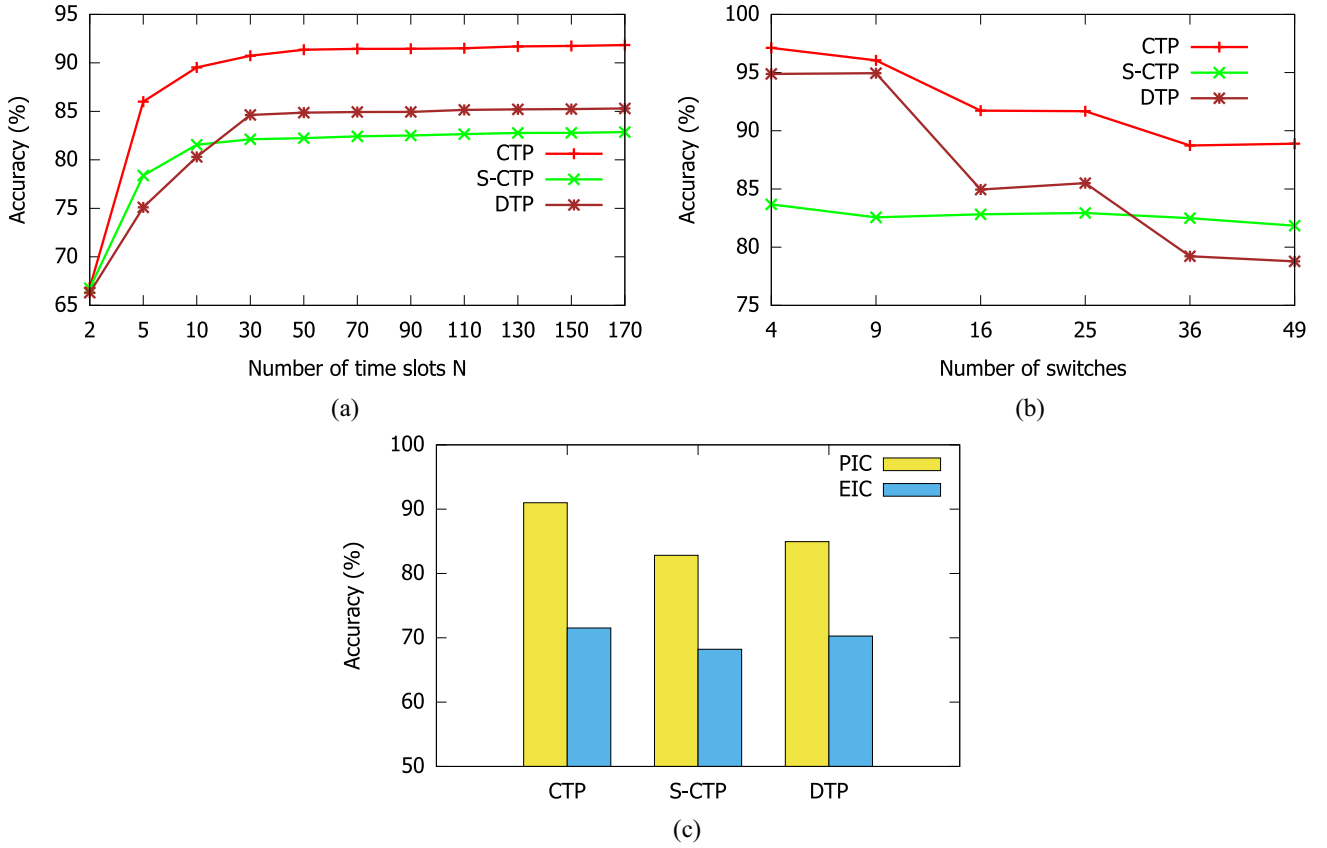 95
90
85
80
75
70
65
Accuracy (%)
CTP
S-CTP
DTP
2 5 10 30 50 70 90 110 130 150 170
Number of time slots N
(a)
100
95
90
85
80
75
Accuracy (%)
CTP
S-CTP
DTP
4 9 16 25 36 49
Number of switches
(b)
100
90
80
70
60
50
Accuracy (%)
PIC
EIC
CTP S-CTP DTP
(c)